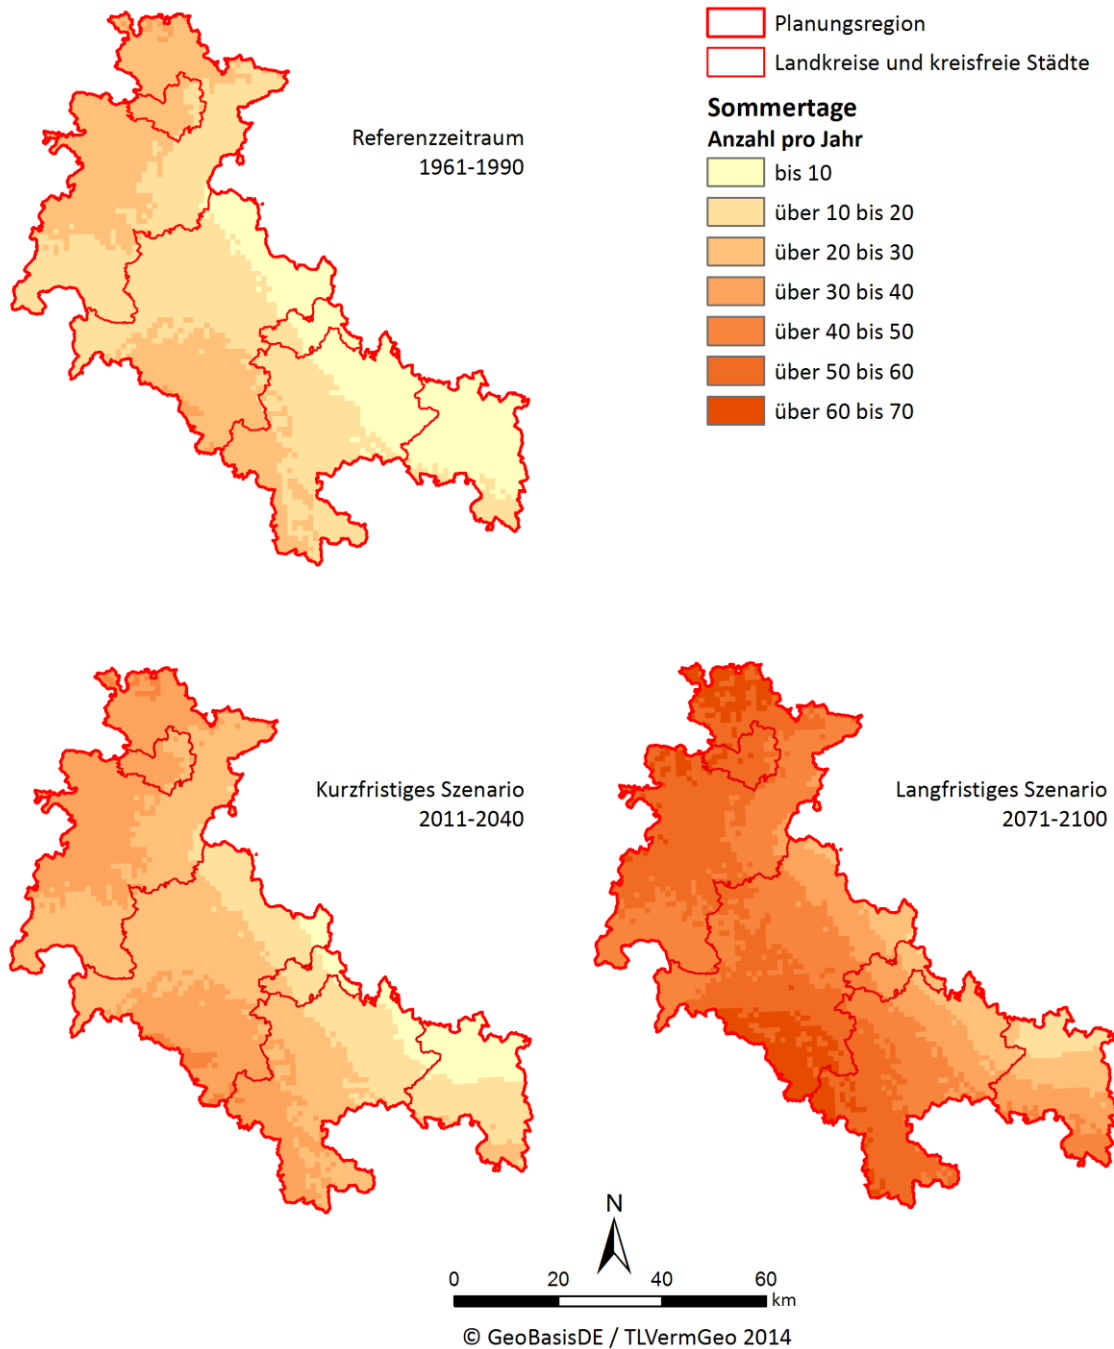 Planungsregion
Landkreise und kreisfreie Städte
Sommertage
Anzahl pro Jahr
bis 10
über 10 bis 20
über 20 bis 30
über 30 bis 40
über 40 bis 50
über 50 bis 60
über 60 bis 70
Referenzzeitraum
1961-1990
Kurzfristiges Szenario
2011-2040
Langfristiges Szenario
2071-2100
N
0 20 40 60
km
© GeoBasisDE / TLVermGeo 2014